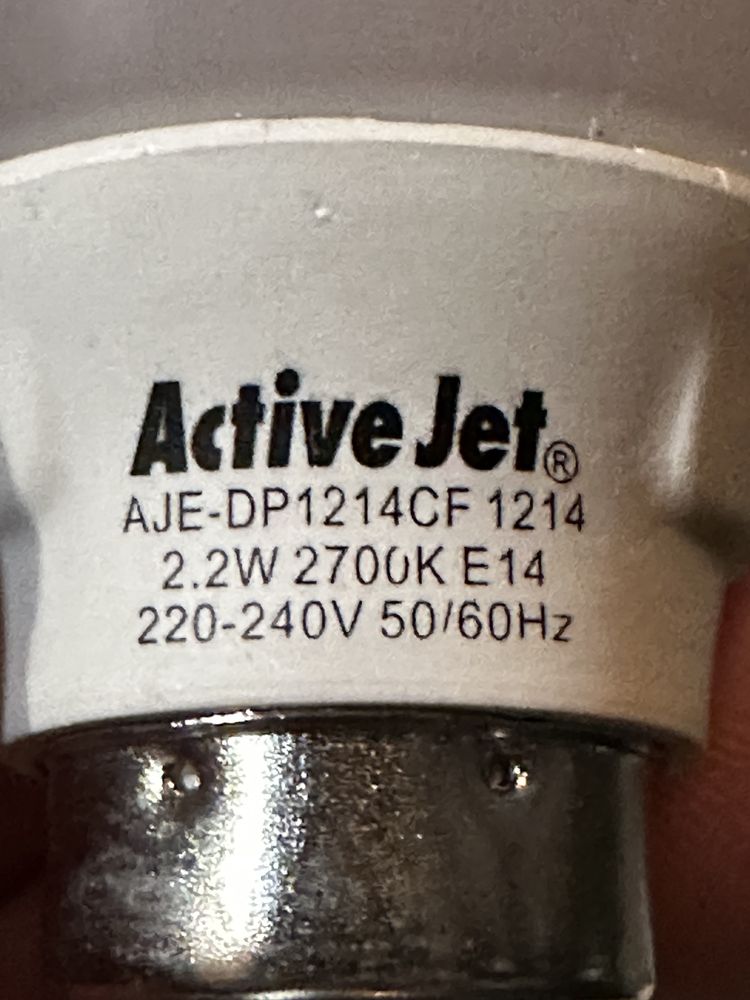 Active Jet®
AJE-DP1214CF 1214
2.2W 2700K E14
220-240V 50/60Hz